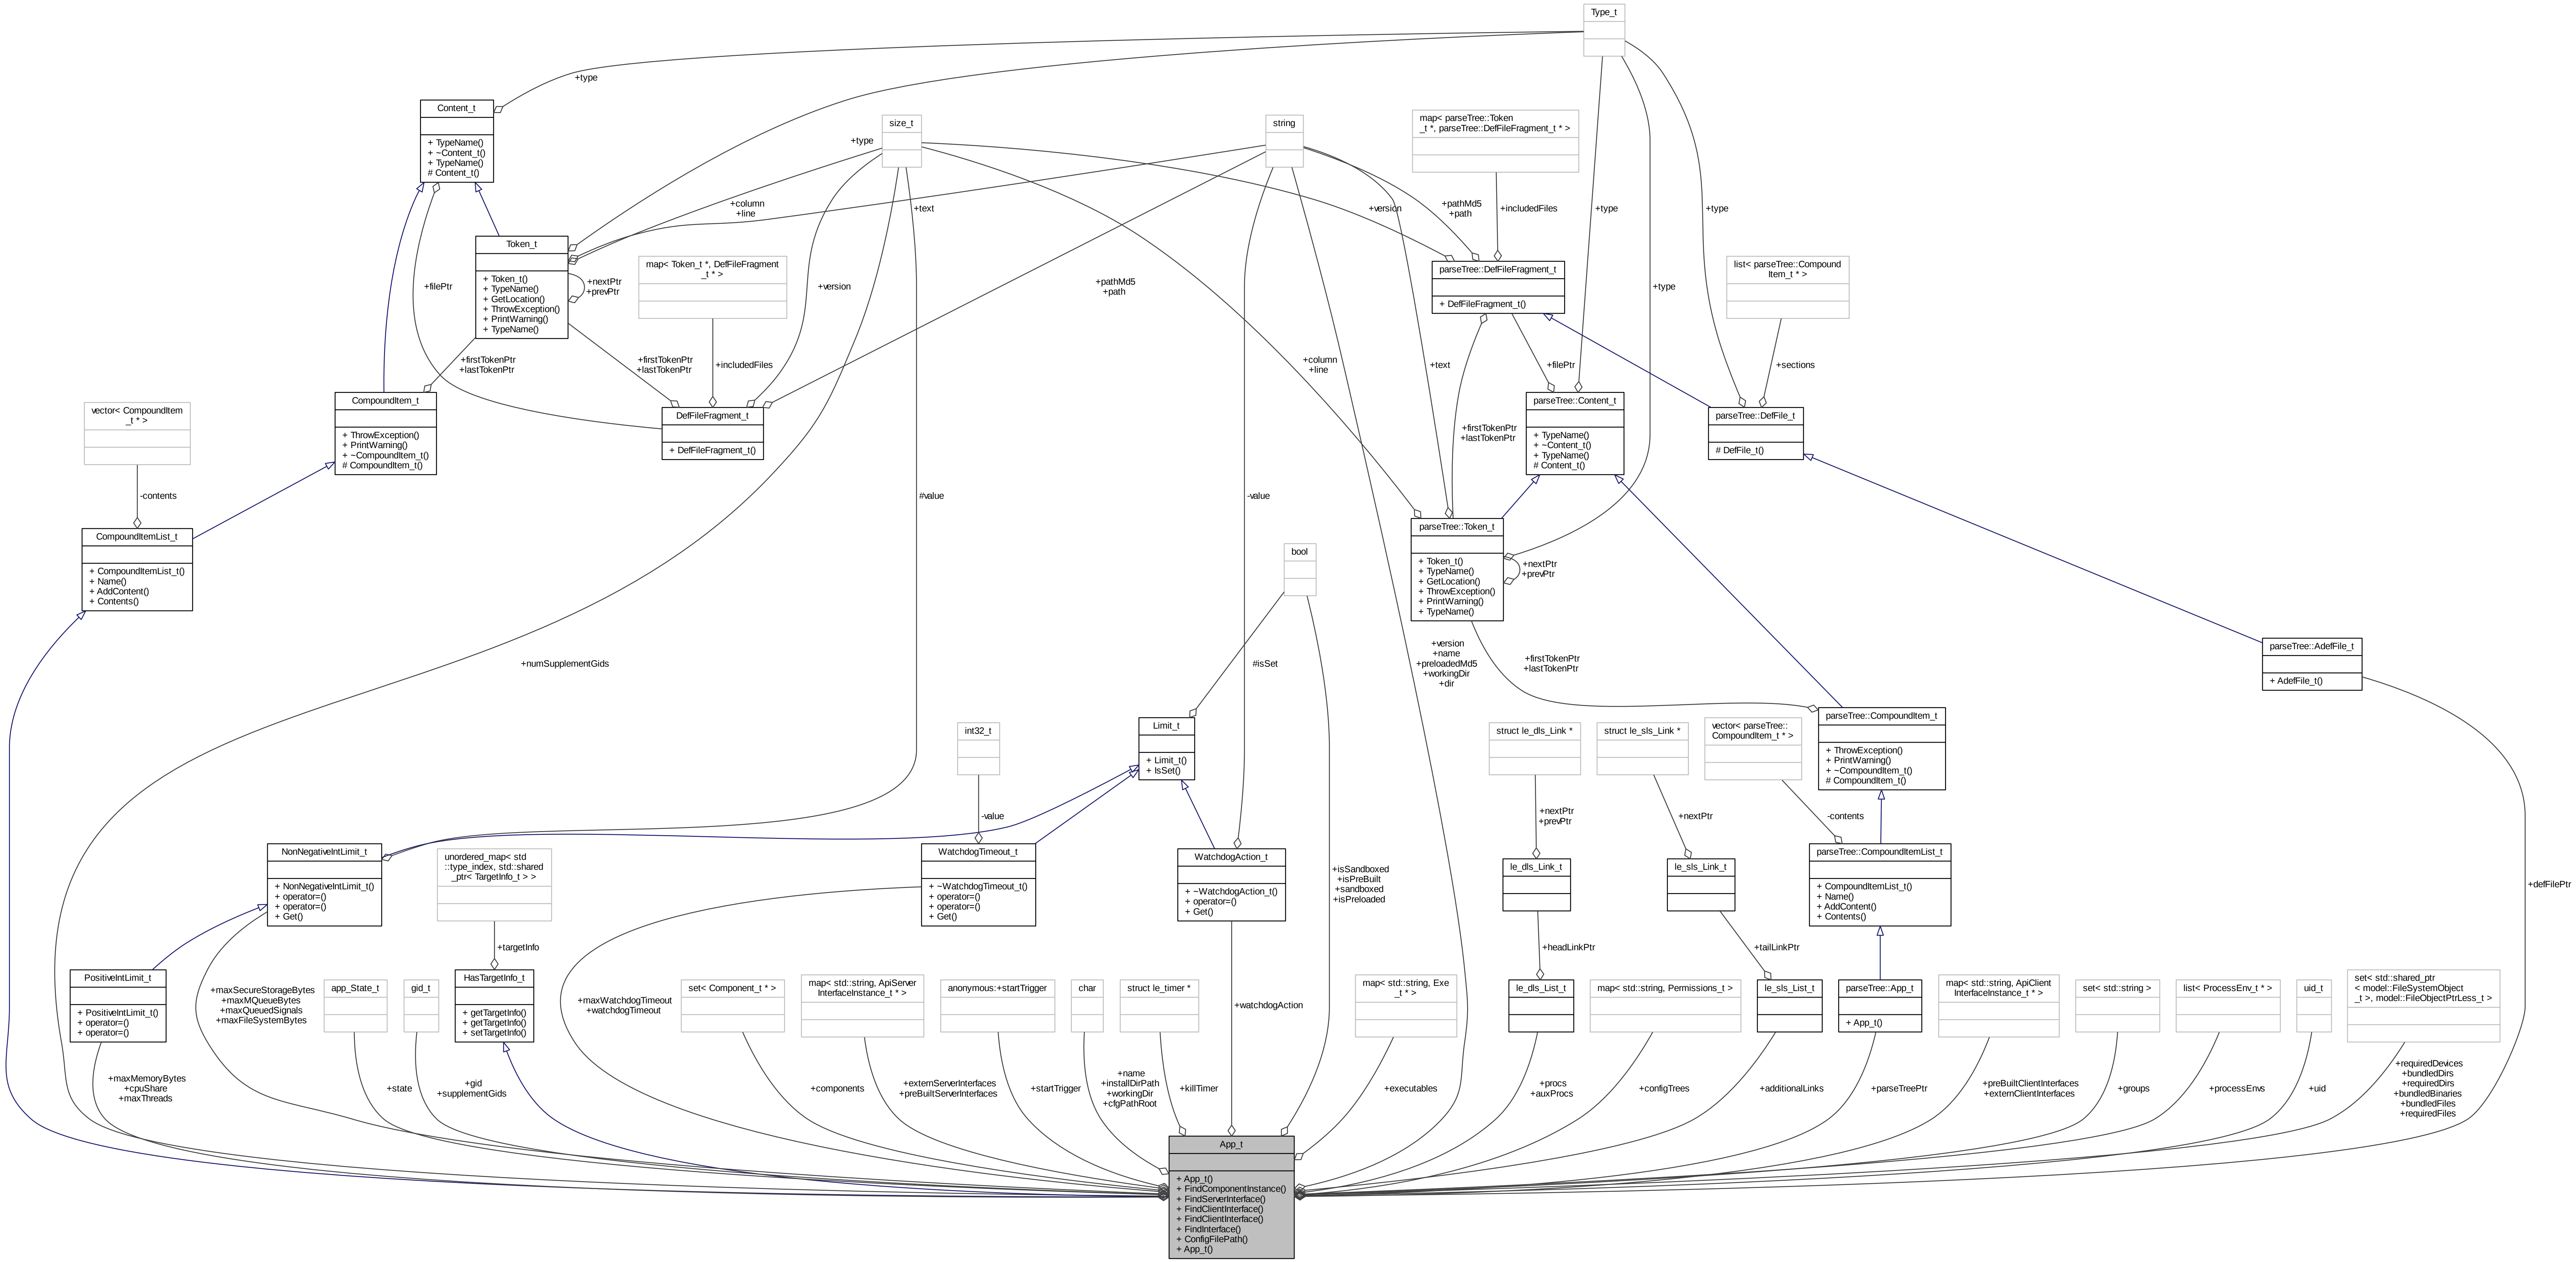 Type_t
+type
Content_t
+ TypeName()
+ ~Content_t()
+ TypeName()
# Content_t()
size_t
string
map< parseTree::Token
_t *, parseTree::DefFileFragment_t * >
+type
+column
+line
+text
+version
+pathMd5
+path
+includedFiles
+type
+type
Token_t
+ Token_t()
+ TypeName()
+ GetLocation()
+ ThrowException()
+ PrintWarning()
+ TypeName()
+nextPtr
+prevPtr
map< Token_t *, DefFileFragment
_t * >
+filePtr
+version
+pathMd5
+path
parseTree::DefFileFragment_t
+ DefFileFragment_t()
list< parseTree::Compound
Item_t * >
+type
+firstTokenPtr
+lastTokenPtr
+firstTokenPtr
+lastTokenPtr
+includedFiles
+column
+line
+text
+filePtr
+sections
vector< CompoundItem
_t * >
CompoundItem_t
+ ThrowException()
+ PrintWarning()
+ ~CompoundItem_t()
# CompoundItem_t()
DefFileFragment_t
+ DefFileFragment_t()
+firstTokenPtr
+lastTokenPtr
parseTree::Content_t
+ TypeName()
+ ~Content_t()
+ TypeName()
# Content_t()
parseTree::DefFile_t
# DefFile_t()
-contents
#value
-value
CompoundItemList_t
+ CompoundItemList_t()
+ Name()
+ AddContent()
+ Contents()
bool
parseTree::Token_t
+ Token_t()
+ TypeName()
+ GetLocation()
+ ThrowException()
+ PrintWarning()
+ TypeName()
+nextPtr
+prevPtr
+numSupplementGids
#isSet
+version
+name
+preloadedMd5
+workingDir
+dir
+firstTokenPtr
+lastTokenPtr
parseTree::AdefFile_t
+ AdefFile_t()
int32_t
Limit_t
+ Limit_t()
+ IsSet()
struct le_dls_Link *
struct le_sls_Link *
vector< parseTree::
CompoundItem_t * >
parseTree::CompoundItem_t
+ ThrowException()
+ PrintWarning()
+ ~CompoundItem_t()
# CompoundItem_t()
-value
+nextPtr
+prevPtr
+nextPtr
-contents
NonNegativeIntLimit_t
+ NonNegativeIntLimit_t()
+ operator=()
+ operator=()
+ Get()
unordered_map< std
::type_index, std::shared
_ptr< TargetInfo_t > >
WatchdogTimeout_t
+ ~WatchdogTimeout_t()
+ operator=()
+ operator=()
+ Get()
WatchdogAction_t
+ ~WatchdogAction_t()
+ operator=()
+ Get()
+isSandboxed
+isPreBuilt
+sandboxed
+isPreloaded
le_dls_Link_t
le_sls_Link_t
parseTree::CompoundItemList_t
+ CompoundItemList_t()
+ Name()
+ AddContent()
+ Contents()
+defFilePtr
+targetInfo
+headLinkPtr
+tailLinkPtr
PositiveIntLimit_t
+ PositiveIntLimit_t()
+ operator=()
+ operator=()
+maxSecureStorageBytes
+maxMQueueBytes
+maxQueuedSignals
+maxFileSystemBytes
app_State_t
gid_t
HasTargetInfo_t
+ getTargetInfo()
+ getTargetInfo()
+ setTargetInfo()
+maxWatchdogTimeout
+watchdogTimeout
set< Component_t * >
map< std::string, ApiServer
InterfaceInstance_t * >
anonymous:+startTrigger
char
struct le_timer *
+watchdogAction
map< std::string, Exe
_t * >
le_dls_List_t
map< std::string, Permissions_t >
le_sls_List_t
parseTree::App_t
+ App_t()
map< std::string, ApiClient
InterfaceInstance_t * >
set< std::string >
list< ProcessEnv_t * >
uid_t
set< std::shared_ptr
< model::FileSystemObject
_t >, model::FileObjectPtrLess_t >
+maxMemoryBytes
+cpuShare
+maxThreads
+state
+gid
+supplementGids
+components
+externServerInterfaces
+preBuiltServerInterfaces
+startTrigger
+name
+installDirPath
+workingDir
+cfgPathRoot
+killTimer
+executables
+procs
+auxProcs
+configTrees
+additionalLinks
+parseTreePtr
+preBuiltClientInterfaces
+externClientInterfaces
+groups
+processEnvs
+uid
+requiredDevices
+bundledDirs
+requiredDirs
+bundledBinaries
+bundledFiles
+requiredFiles
App_t
+ App_t()
+ FindComponentInstance()
+ FindServerInterface()
+ FindClientInterface()
+ FindClientInterface()
+ FindInterface()
+ ConfigFilePath()
+ App_t()